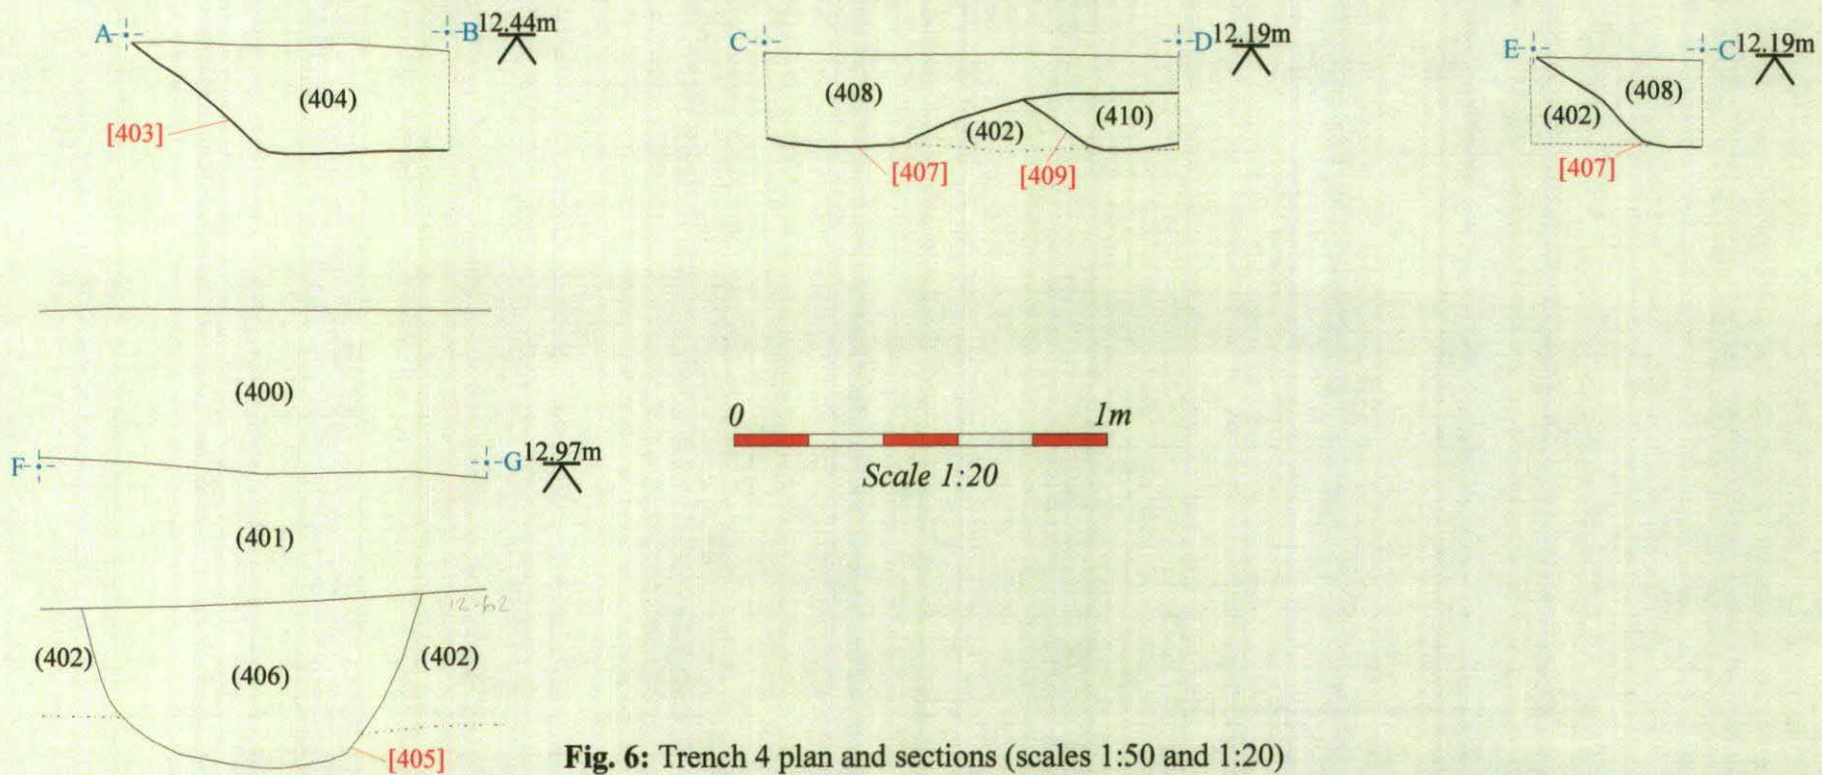 A B 12.44m
(404)
[403]
C D 12.19m
(408)
(402) (410)
[407] [409]
E C 12.19m
(408)
(402)
[407]
(400)
F G 12.97m
(401)
12.62
(402) (406) (402)
[405]
0 1m
Scale 1:20
Fig. 6: Trench 4 plan and sections (scales 1:50 and 1:20)